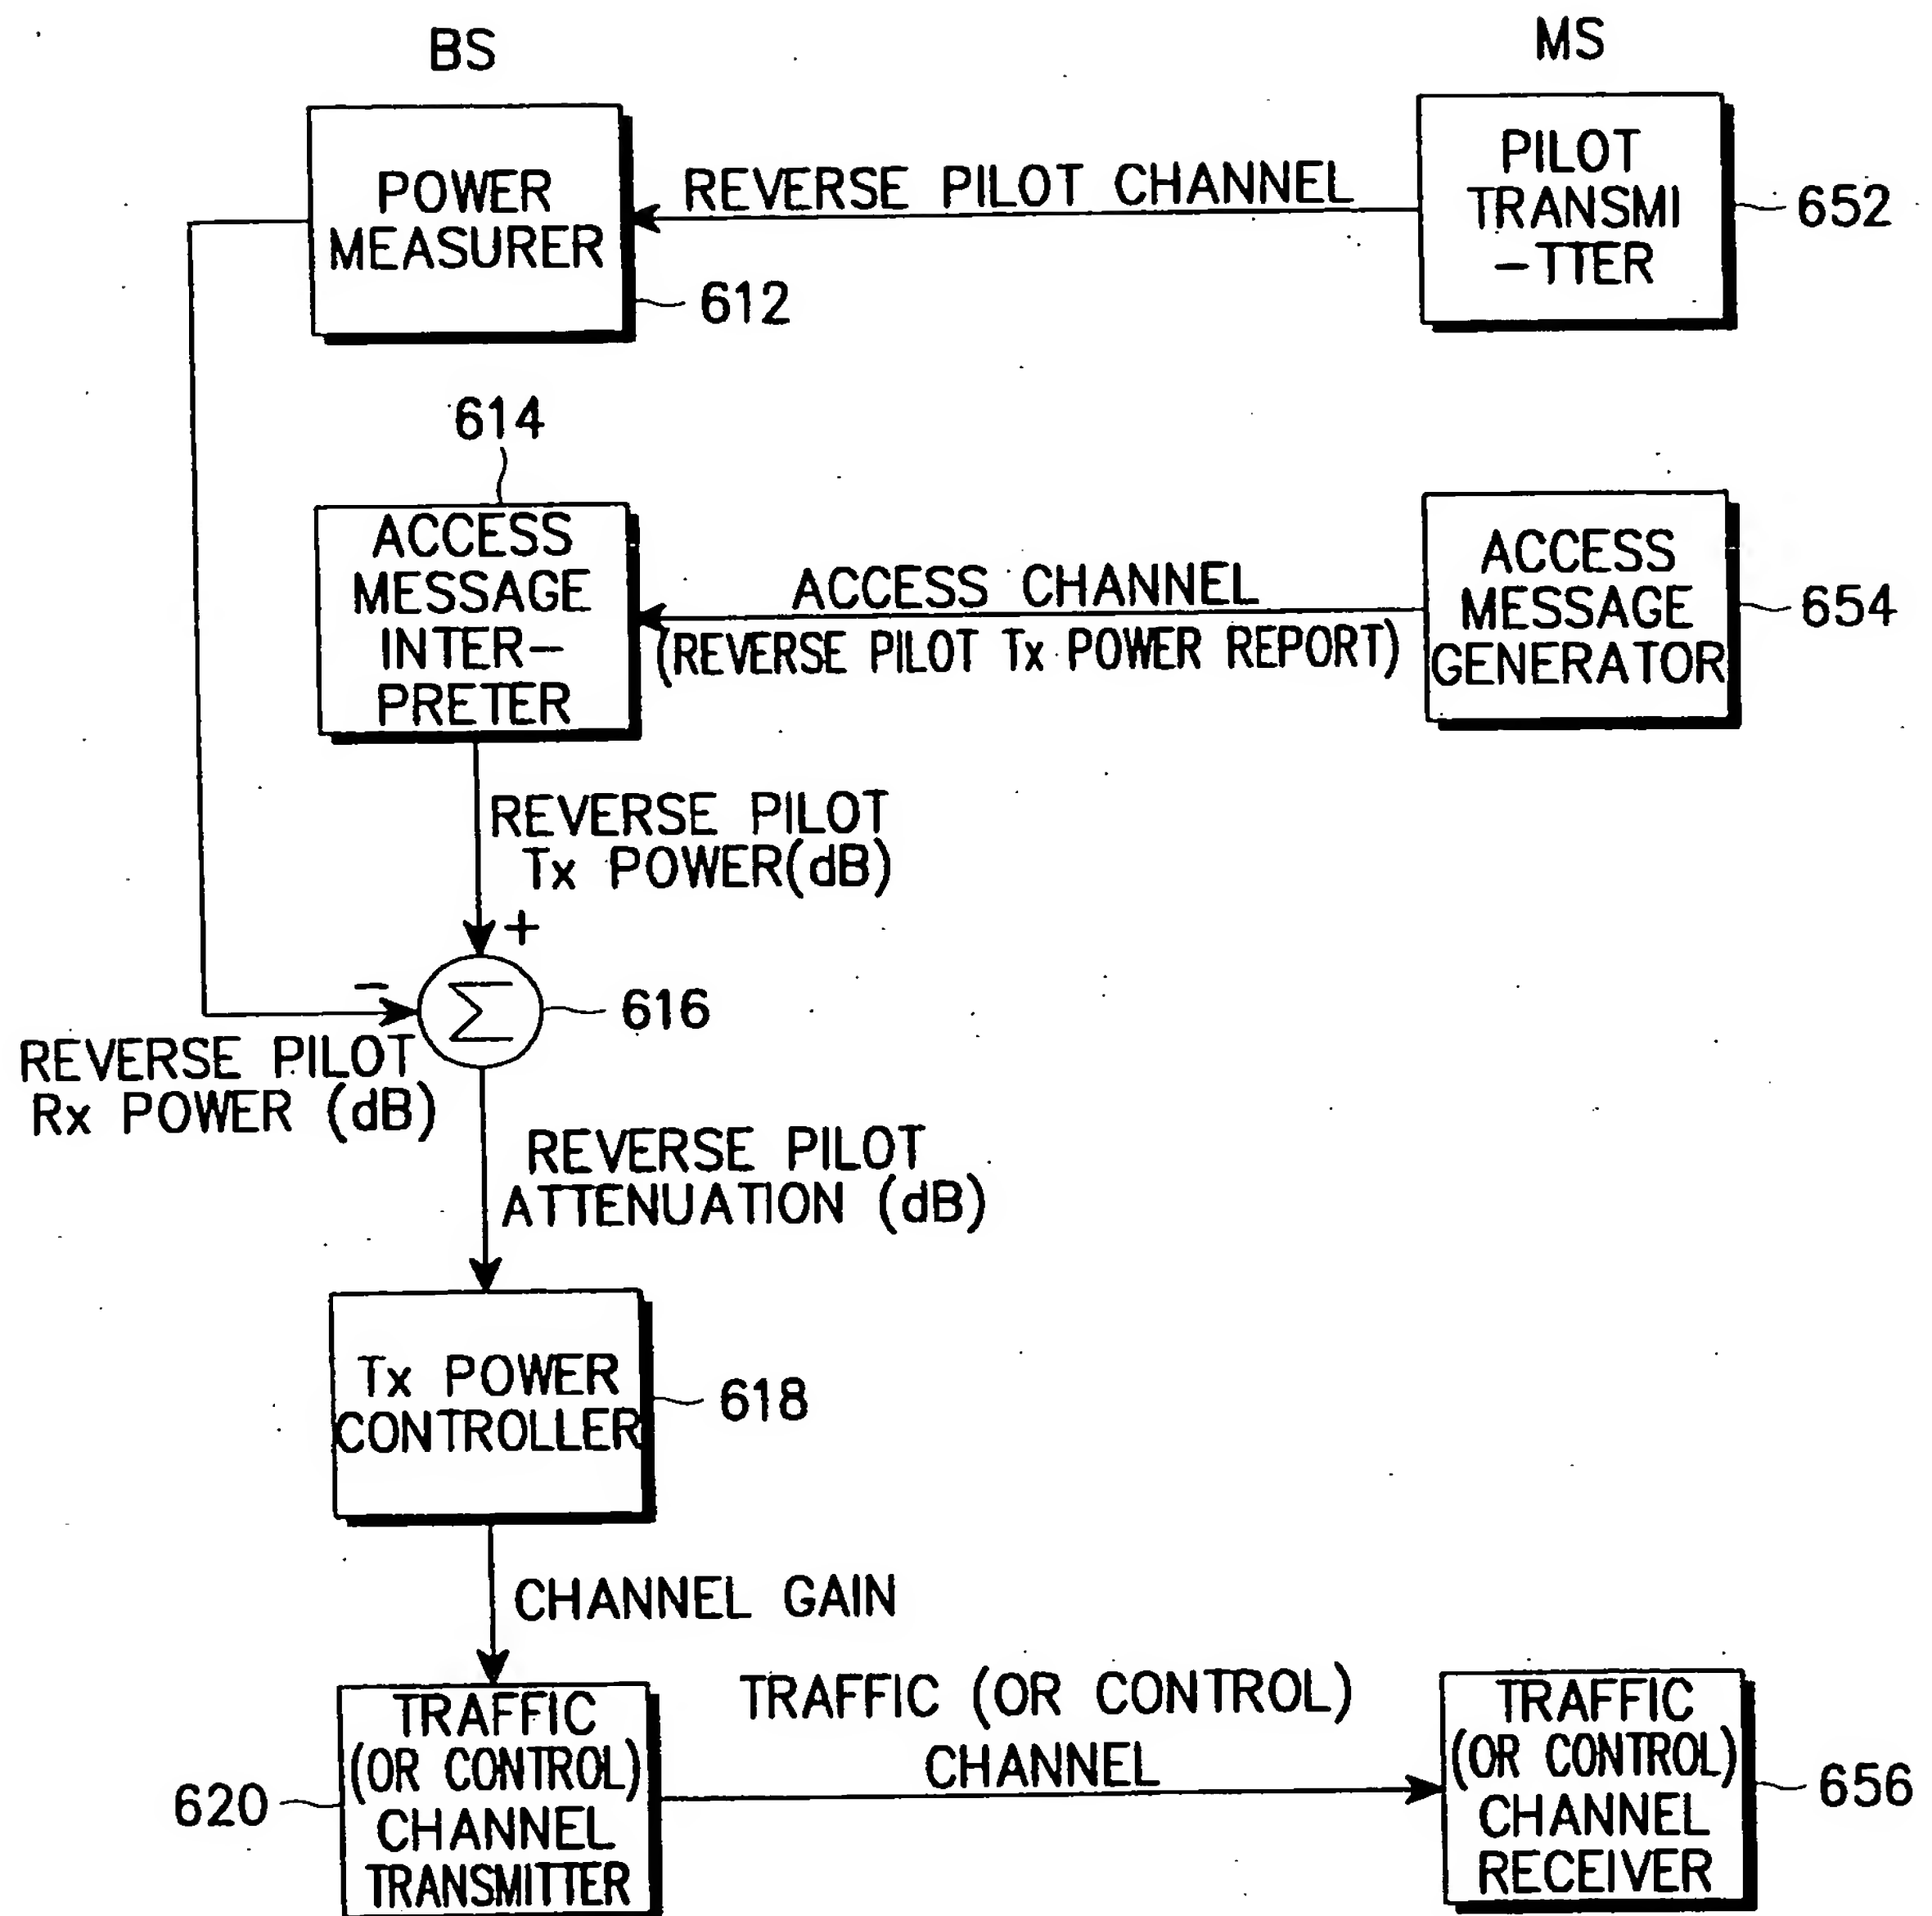 BS
MS
POWER
MEASURER
612
REVERSE PILOT CHANNEL
PILOT
TRANSMI
-TTER
652
614
ACCESS
MESSAGE
INTER-
PRETER
ACCESS CHANNEL
(REVERSE PILOT Tx POWER REPORT)
ACCESS
MESSAGE
GENERATOR
654
REVERSE PILOT
Tx POWER(dB)
+
-
Σ
616
REVERSE PILOT
Rx POWER (dB)
REVERSE PILOT
ATTENUATION (dB)
Tx POWER
CONTROLLER
618
CHANNEL GAIN
TRAFFIC
(OR CONTROL)
CHANNEL
TRANSMITTER
620
TRAFFIC (OR CONTROL)
CHANNEL
TRAFFIC
(OR CONTROL)
CHANNEL
RECEIVER
656